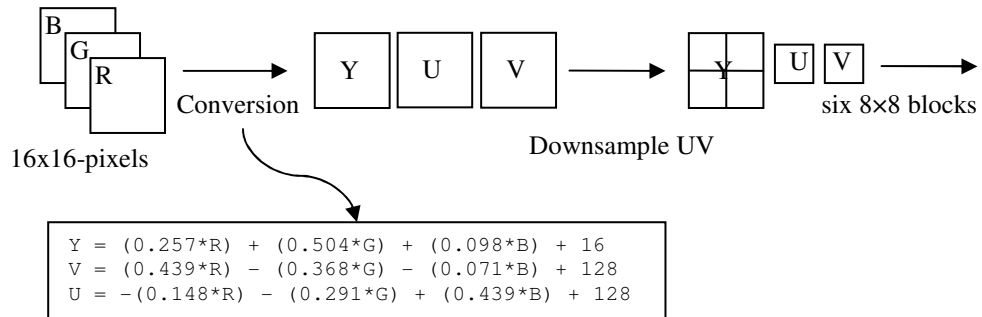 B
G
R
Y U V
Y U V
Conversion
six 8×8 blocks
16x16-pixels
Downsample UV
Y = (0.257*R) + (0.504*G) + (0.098*B) + 16
V = (0.439*R) - (0.368*G) - (0.071*B) + 128
U = -(0.148*R) - (0.291*G) + (0.439*B) + 128